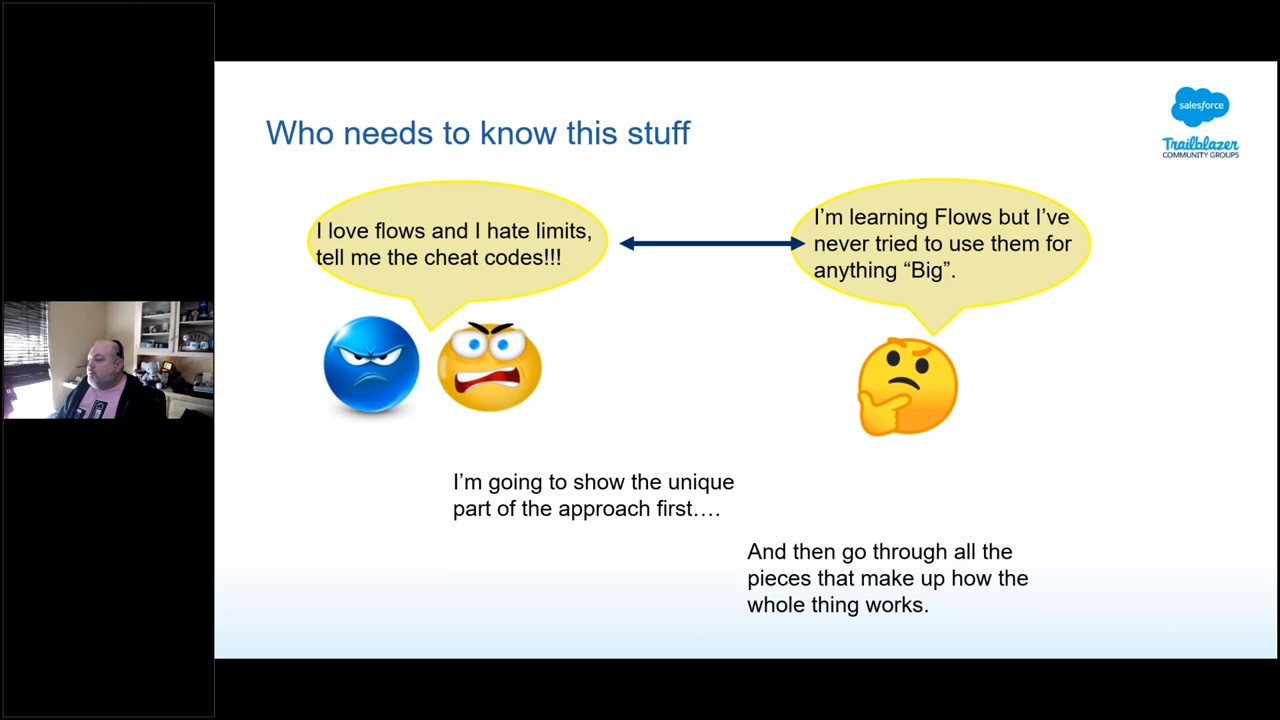 Who needs to know this stuff
salesforce
Trailblazer
COMMUNITY GROUPS
I love flows and I hate limits,
tell me the cheat codes!!!
I’m learning Flows but I’ve
never tried to use them for
anything “Big”.
I’m going to show the unique
part of the approach first….
And then go through all the
pieces that make up how the
whole thing works.